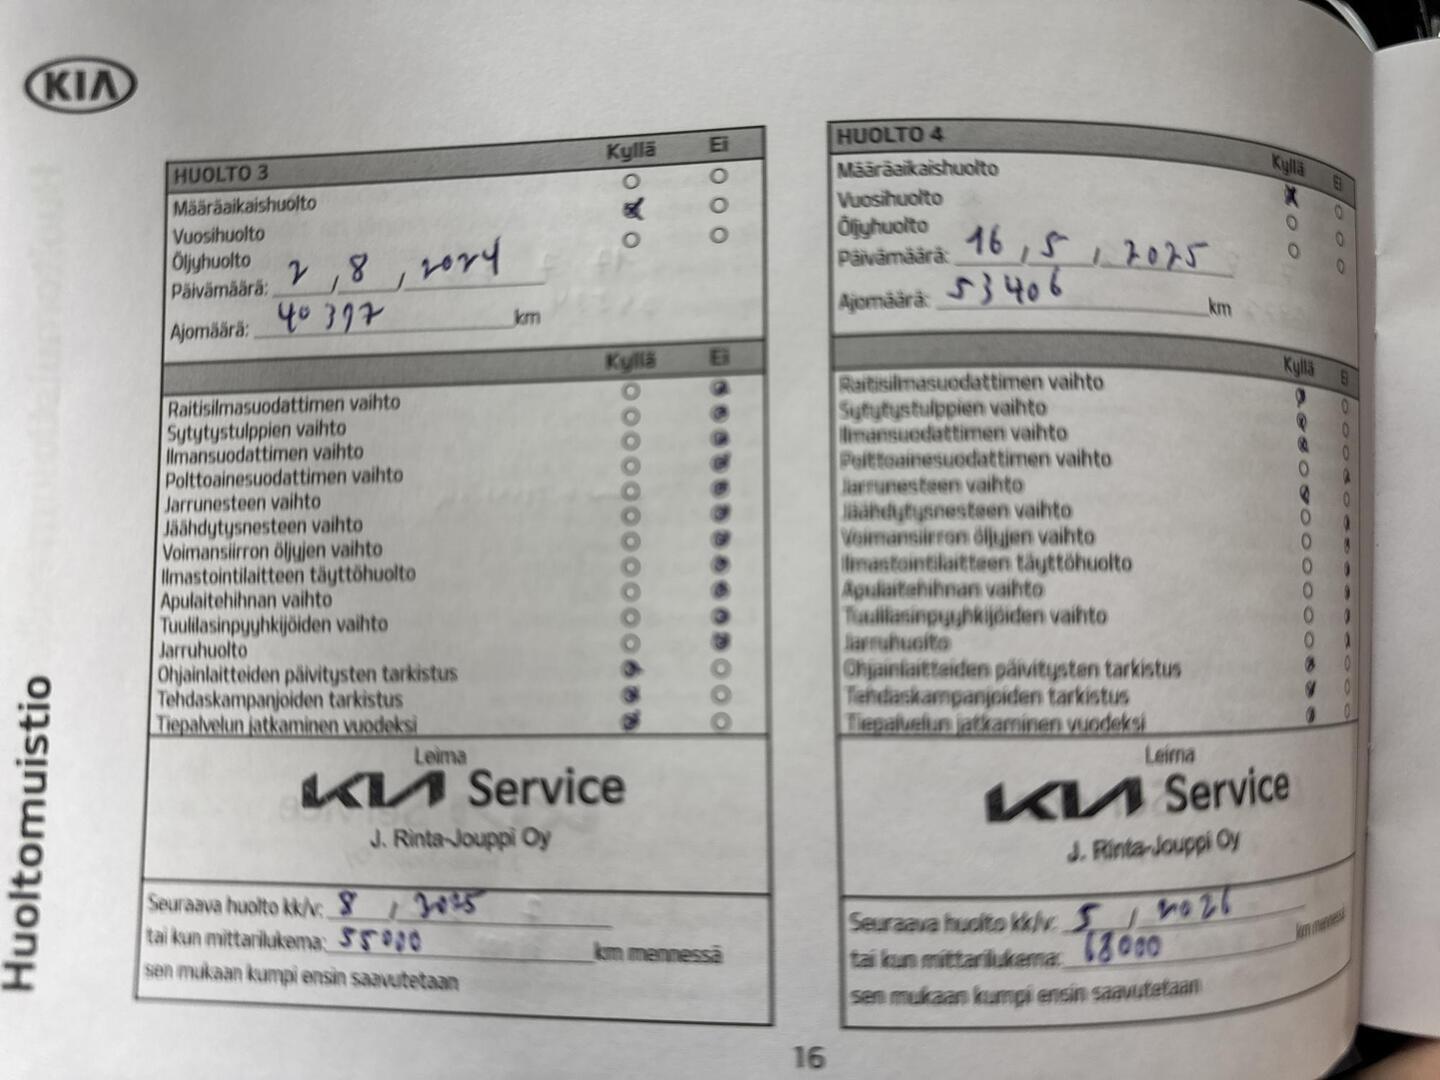 KIA
Huoltomuistio
HUOLTO 3 Kyllä Ei
Määräaikaishuolto
Vuosihuolto
Öljyhuolto
Päivämäärä: 2, 8, 2024
Ajomäärä: 40 397 km
Kyllä Ei
Raitisilmasuodattimen vaihto
Sytytystulppien vaihto
Ilmansuodattimen vaihto
Polttoainesuodattimen vaihto
Jarrunesteen vaihto
Jäähdytysnesteen vaihto
Voimansiirron öljyjen vaihto
Ilmastointilaitteen täyttöhuolto
Apulaitehihnan vaihto
Tuulilasinpyyhkijöiden vaihto
Jarruhuolto
Ohjainlaitteiden päivitysten tarkistus
Tehdaskampanjoiden tarkistus
Tiepalvelun jatkaminen vuodeksi
Leima
KIA Service
J. Rinta-Jouppi Oy
Seuraava huolto kk/v: 8 , 2025
tai kun mittarilukema: 55000 km mennessä
sen mukaan kumpi ensin saavutetaan
HUOLTO 4 Kyllä Ei
Määräaikaishuolto
Vuosihuolto
Öljyhuolto
Päivämäärä: 16, 5, 2025
Ajomäärä: 53406 km
Kyllä Ei
Raitisilmasuodattimen vaihto
Sytytystulppien vaihto
Ilmansuodattimen vaihto
Polttoainesuodattimen vaihto
Jarrunesteen vaihto
Jäähdytysnesteen vaihto
Voimansiirron öljyjen vaihto
Ilmastointilaitteen täyttöhuolto
Apulaitehihnan vaihto
Tuulilasinpyyhkijöiden vaihto
Jarruhuolto
Ohjainlaitteiden päivitysten tarkistus
Tehdaskampanjoiden tarkistus
Tiepalvelun jatkaminen vuodeksi
Leima
KIA Service
J. Rinta-Jouppi Oy
Seuraava huolto kk/v: 5 / 2026
tai kun mittarilukema: 68000 km mennessä
sen mukaan kumpi ensin saavutetaan
16